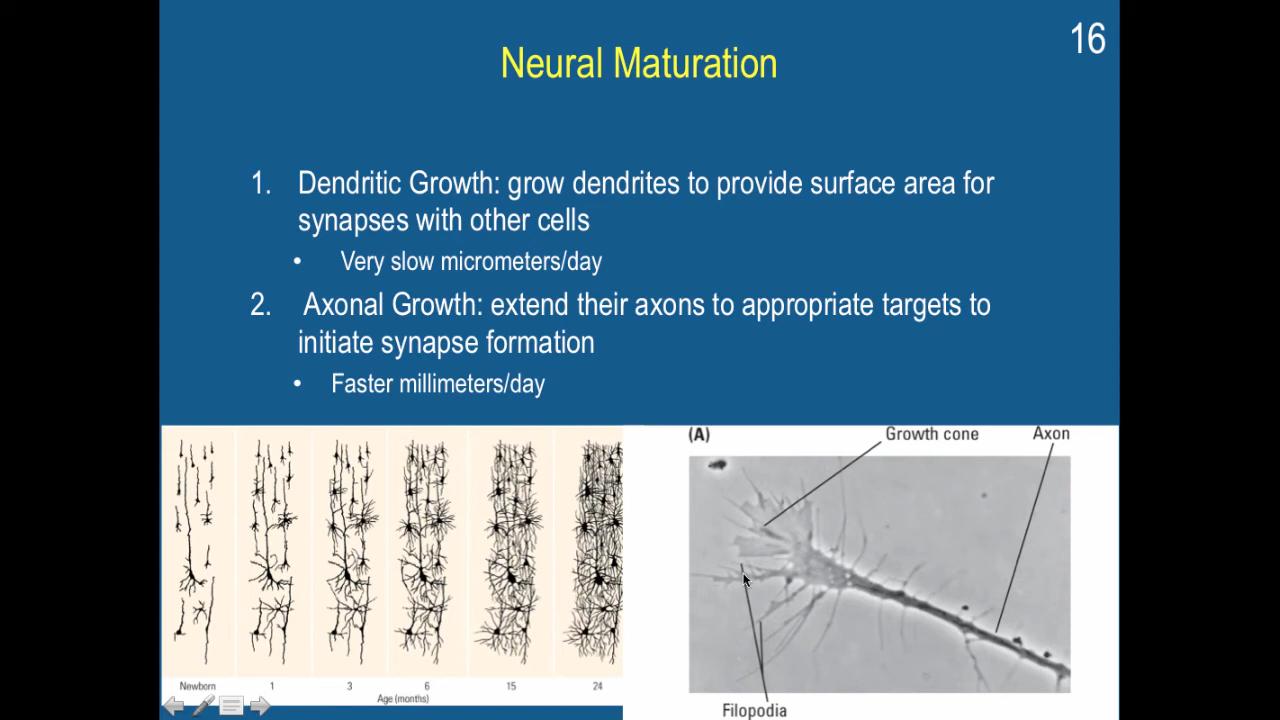 16
Neural Maturation
1. Dendritic Growth: grow dendrites to provide surface area for
synapses with other cells
• Very slow micrometers/day
2. Axonal Growth: extend their axons to appropriate targets to
initiate synapse formation
• Faster millimeters/day
(A) Growth cone Axon
Newborn 1 3 6 15 24
Age (months)
Filopodia